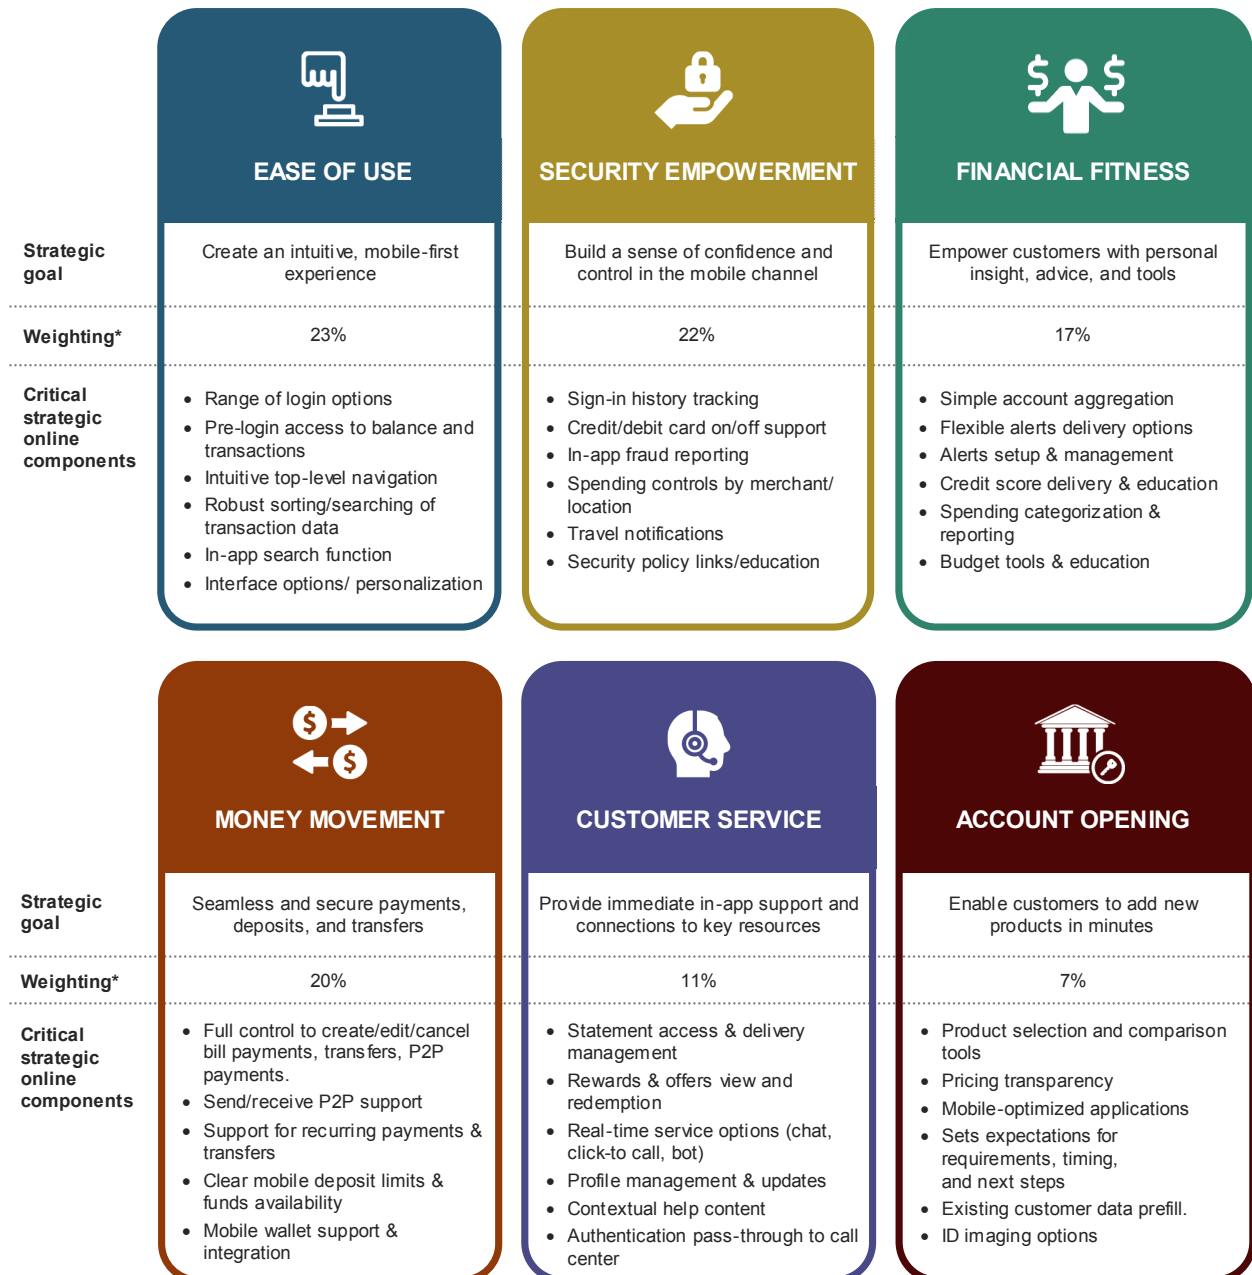 EASE OF USE
SECURITY EMPOWERMENT
FINANCIAL FITNESS
Strategic
goal
Create an intuitive, mobile-first
experience
Build a sense of confidence and
control in the mobile channel
Empower customers with personal
insight, advice, and tools
Weighting*
23%
22%
17%
Critical
strategic
online
components
• Range of login options
• Pre-login access to balance and
transactions
• Intuitive top-level navigation
• Robust sorting/searching of
transaction data
• In-app search function
• Interface options/ personalization
• Sign-in history tracking
• Credit/debit card on/off support
• In-app fraud reporting
• Spending controls by merchant/
location
• Travel notifications
• Security policy links/education
• Simple account aggregation
• Flexible alerts delivery options
• Alerts setup & management
• Credit score delivery & education
• Spending categorization &
reporting
• Budget tools & education
MONEY MOVEMENT
CUSTOMER SERVICE
ACCOUNT OPENING
Strategic
goal
Seamless and secure payments,
deposits, and transfers
Provide immediate in-app support and
connections to key resources
Enable customers to add new
products in minutes
Weighting*
20%
11%
7%
Critical
strategic
online
components
• Full control to create/edit/cancel
bill payments, transfers, P2P
payments.
• Send/receive P2P support
• Support for recurring payments &
transfers
• Clear mobile deposit limits &
funds availability
• Mobile wallet support &
integration
• Statement access & delivery
management
• Rewards & offers view and
redemption
• Real-time service options (chat,
click-to call, bot)
• Profile management & updates
• Contextual help content
• Authentication pass-through to call
center
• Product selection and comparison
tools
• Pricing transparency
• Mobile-optimized applications
• Sets expectations for
requirements, timing,
and next steps
• Existing customer data prefill.
• ID imaging options